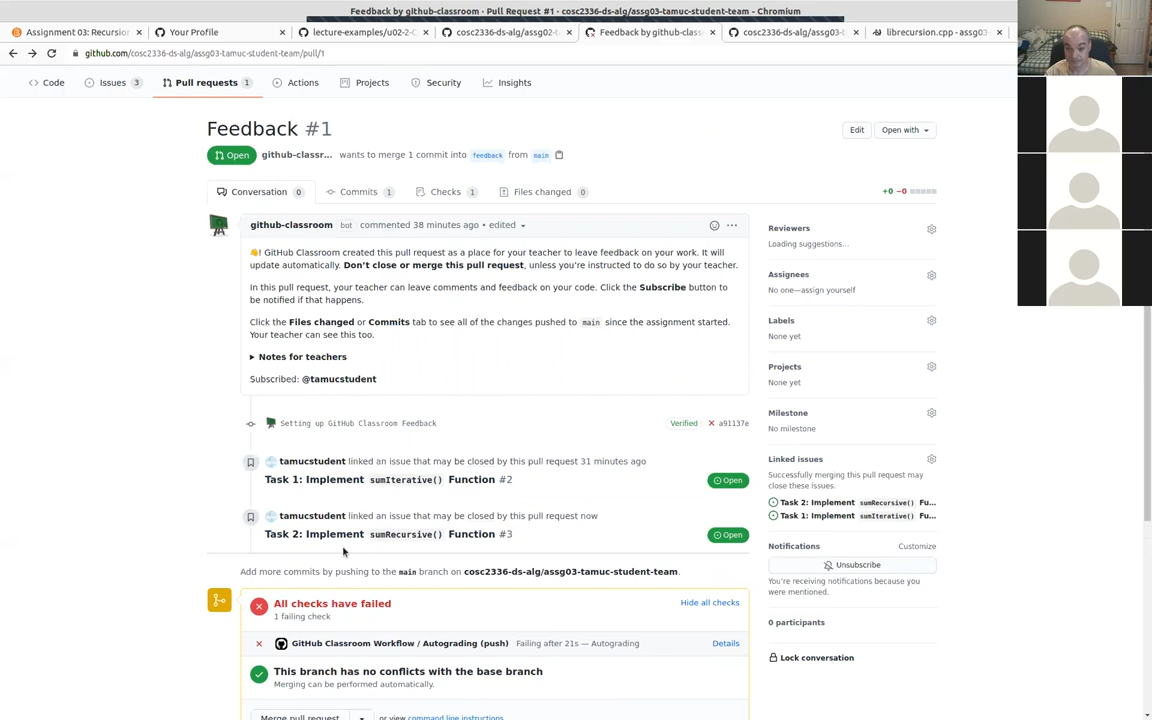 Feedback by github-classroom · Pull Request #1 · cosc2336-ds-alg/assg03-tamuc-student-team - Chromium
Assignment 03: Recursion
Your Profile
lecture-examples/u02-2-C
cosc2336-ds-alg/assg02-ta
Feedback by github-class
cosc2336-ds-alg/assg03-t
librecursion.cpp - assg03
github.com/cosc2336-ds-alg/assg03-tamuc-student-team/pull/1
Code
Issues 3
Pull requests 1
Actions
Projects
Security
Insights
Feedback #1
Edit
Open with
Open
github-classr... wants to merge 1 commit into feedback from main
Conversation 0
Commits 1
Checks 1
Files changed 0
+0 −0
github-classroom bot commented 38 minutes ago • edited
👋! GitHub Classroom created this pull request as a place for your teacher to leave feedback on your work. It will
update automatically. Don’t close or merge this pull request, unless you’re instructed to do so by your teacher.
In this pull request, your teacher can leave comments and feedback on your code. Click the Subscribe button to
be notified if that happens.
Click the Files changed or Commits tab to see all of the changes pushed to main since the assignment started.
Your teacher can see this too.
Notes for teachers
Subscribed: @tamucstudent
Setting up GitHub Classroom Feedback
Verified
a91137e
tamucstudent linked an issue that may be closed by this pull request 31 minutes ago
Task 1: Implement sumIterative() Function #2
Open
tamucstudent linked an issue that may be closed by this pull request now
Task 2: Implement sumRecursive() Function #3
Open
Add more commits by pushing to the main branch on cosc2336-ds-alg/assg03-tamuc-student-team.
All checks have failed
1 failing check
Hide all checks
GitHub Classroom Workflow / Autograding (push) Failing after 21s — Autograding
Details
This branch has no conflicts with the base branch
Merging can be performed automatically.
Merge pull request
or view command line instructions.
Reviewers
Loading suggestions...
Assignees
No one—assign yourself
Labels
None yet
Projects
None yet
Milestone
No milestone
Linked issues
Successfully merging this pull request may
close these issues.
Task 2: Implement sumRecursive() Fu...
Task 1: Implement sumIterative() Fu...
Notifications
Customize
Unsubscribe
You’re receiving notifications because you
were mentioned.
0 participants
Lock conversation